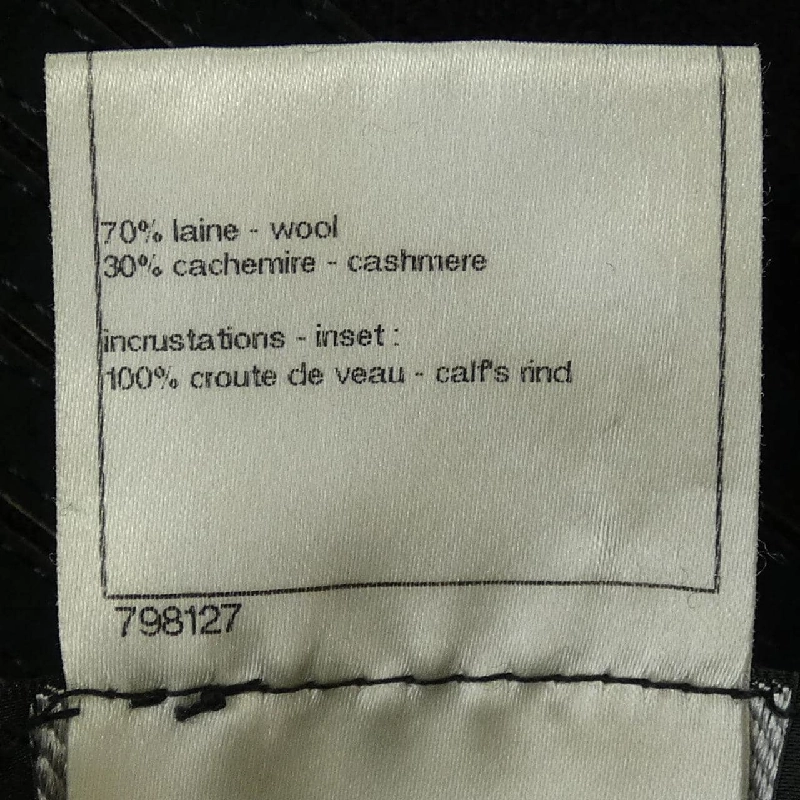 70% laine - wool
30% cachemire - cashmere
incrustations - inset :
100% croute de veau - calf's rind
798127